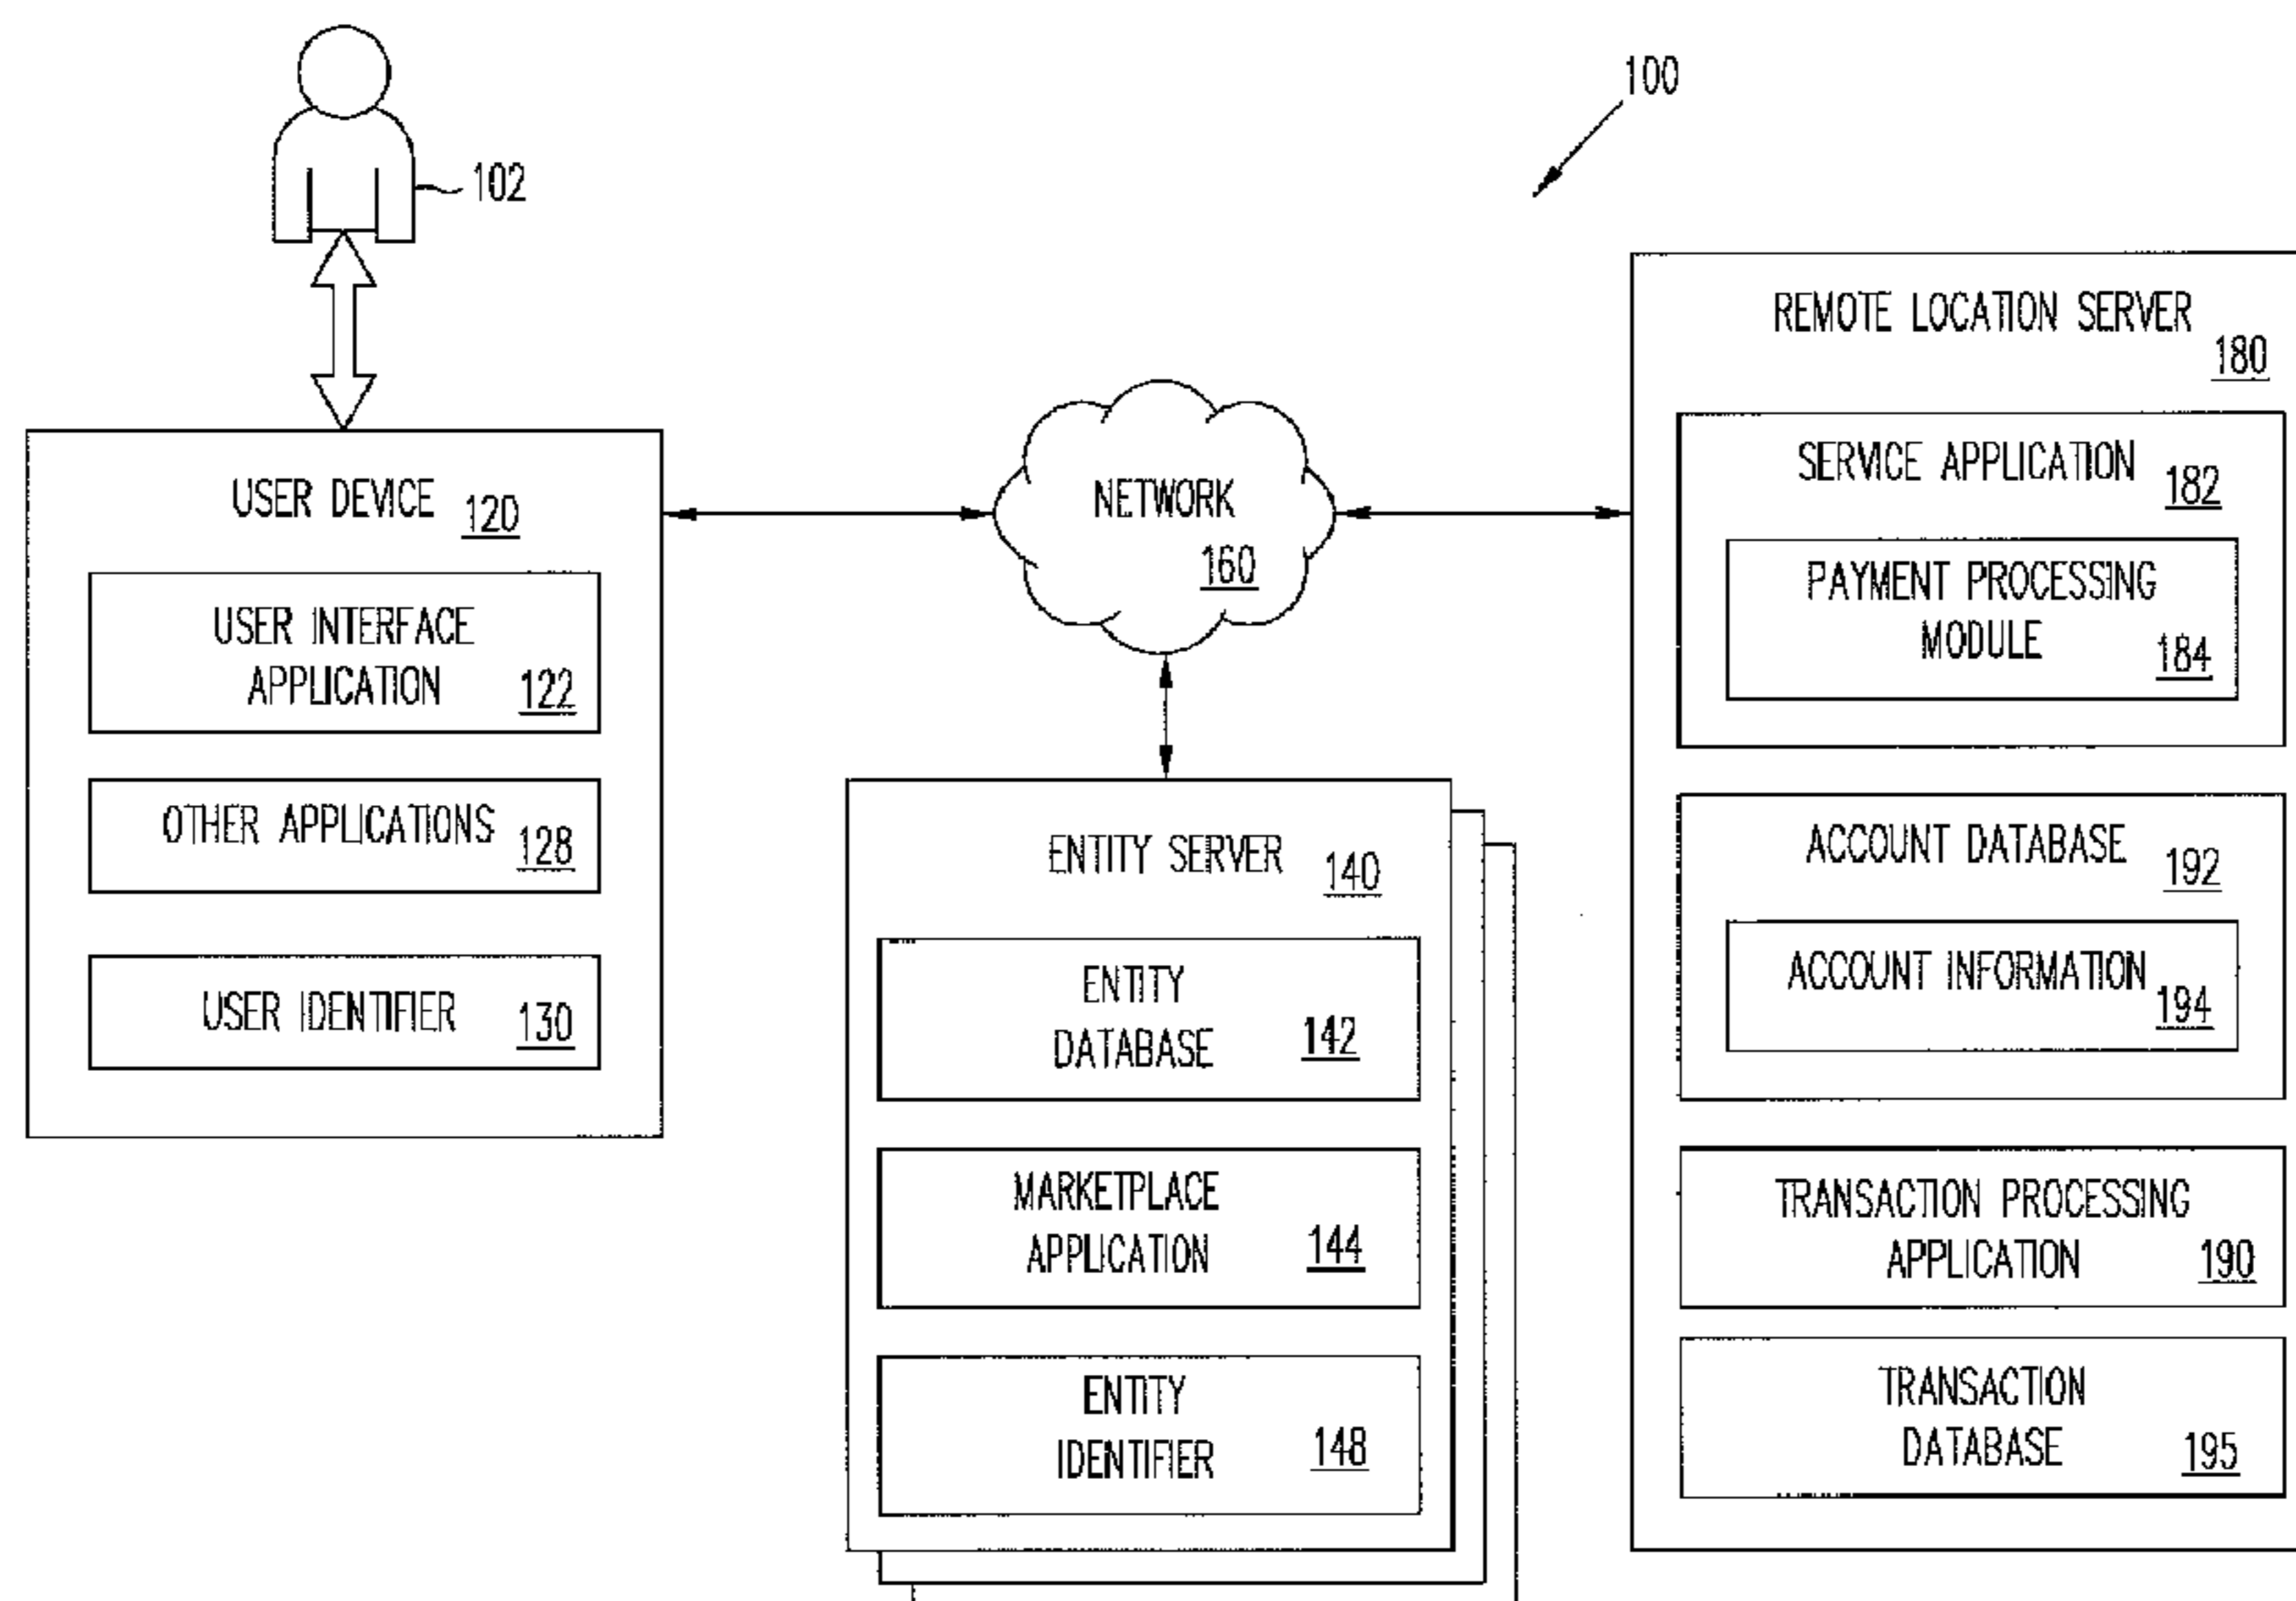 100
102
USER DEVICE 120
USER INTERFACE
APPLICATION 122
OTHER APPLICATIONS 128
USER IDENTIFIER 130
NETWORK
160
ENTITY SERVER 140
ENTITY
DATABASE 142
MARKETPLACE
APPLICATION 144
ENTITY
IDENTIFIER 148
REMOTE LOCATION SERVER
180
SERVICE APPLICATION
182
PAYMENT PROCESSING
MODULE 184
ACCOUNT DATABASE 192
ACCOUNT INFORMATION
194
TRANSACTION PROCESSING
APPLICATION 190
TRANSACTION
DATABASE 195